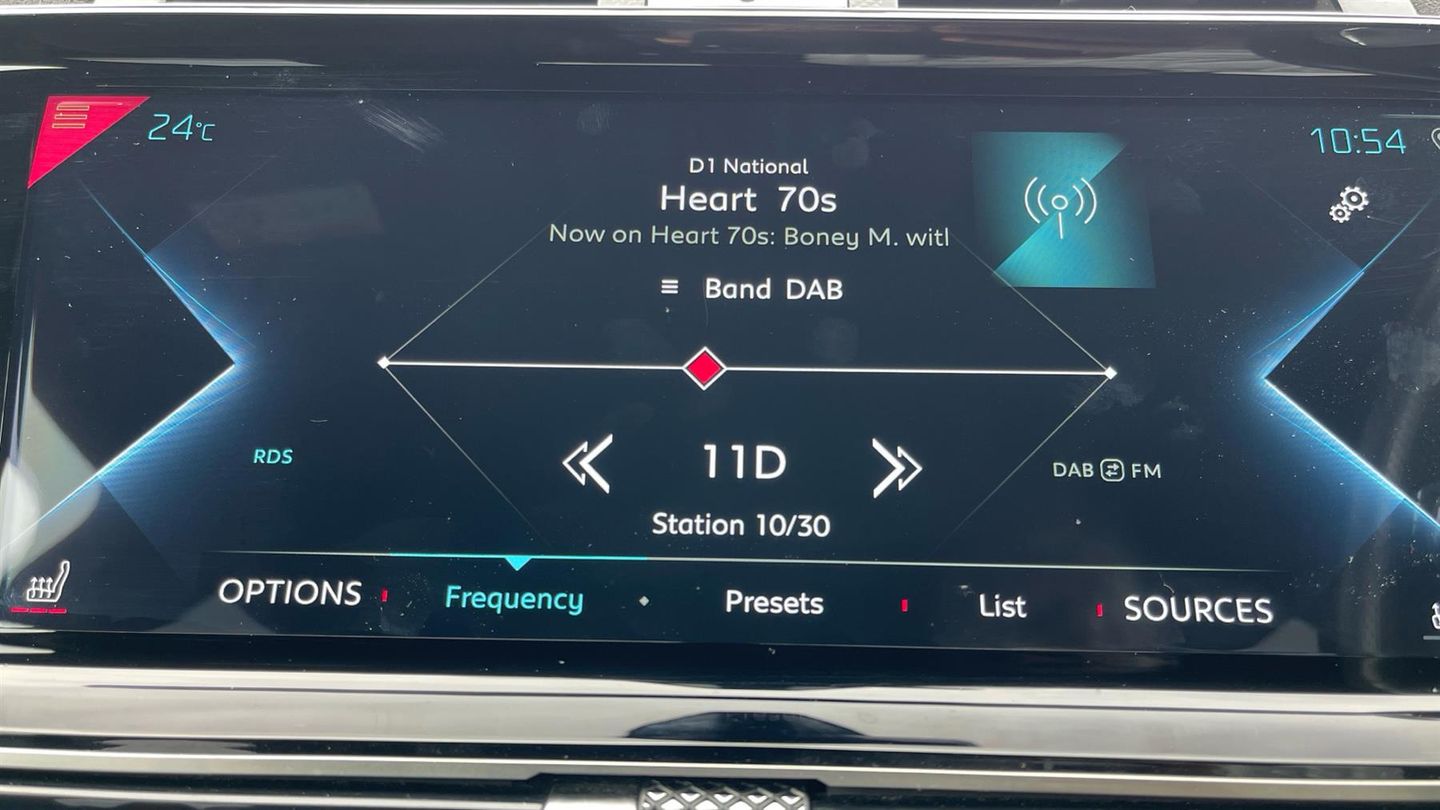 24°C
10:54
D1 National
Heart 70s
Now on Heart 70s: Boney M. witl
Band DAB
RDS
11D
DAB FM
Station 10/30
OPTIONS
Frequency
Presets
List
SOURCES